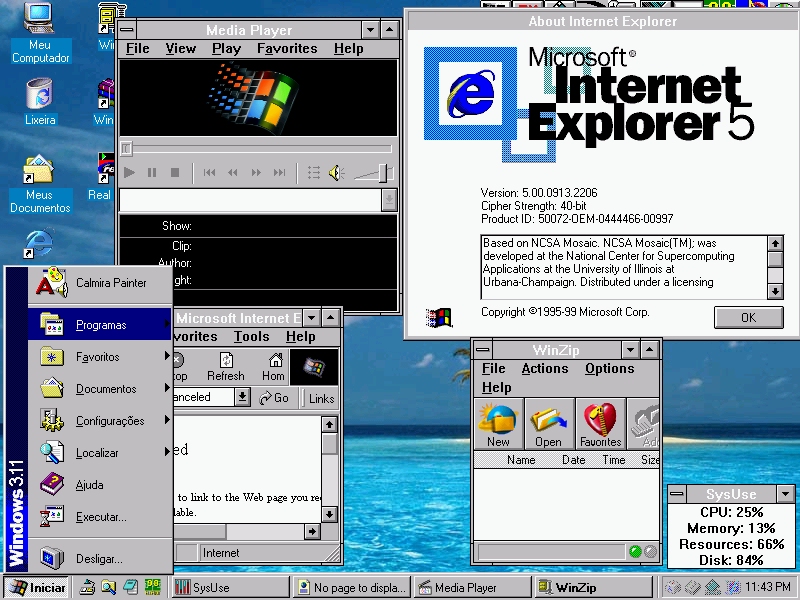 Meu
Computador
Win
Lixeira
Win
Meus
Documentos
Real
Media Player
File View Play Favorites Help
Show:
Clip:
Author:
ght:
About Internet Explorer
Microsoft®
Internet
Explorer 5
Version: 5.00.0913.2206
Cipher Strength: 40-bit
Product ID: 50072-OEM-0444466-00997
Based on NCSA Mosaic. NCSA Mosaic(TM); was
developed at the National Center for Supercomputing
Applications at the University of Illinois at
Urbana-Champaign. Distributed under a licensing
Copyright ©1995-99 Microsoft Corp.
OK
Microsoft Internet E
vorites Tools Help
top Refresh Hom
anceled Go Links
ed
to link to the Web page you re
lable.
Internet
WinZip
File Actions Options
Help
New Open Favorites Add
Name Date Time Size
SysUse
CPU: 25%
Memory: 13%
Resources: 66%
Disk: 84%
Windows 3.11
Calmira Painter
Programas
Favoritos
Documentos
Configurações
Localizar
Ajuda
Executar...
Desligar...
Iniciar SysUse No page to displa... Media Player WinZip 11:43 PM